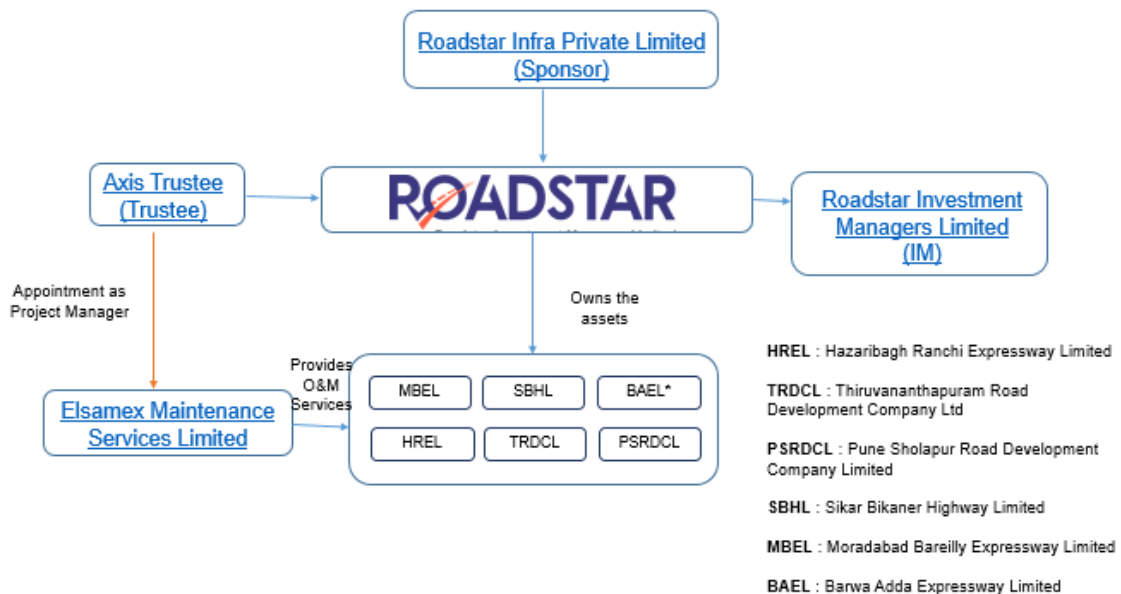 Roadstar Infra Private Limited
(Sponsor)
Axis Trustee
(Trustee)
ROADSTAR
Roadstar Investment
Managers Limited
(IM)
Appointment as
Project Manager
Owns the
assets
Provides
O&M
Services
Elsamex Maintenance
Services Limited
MBEL
SBHL
BAEL*
HREL
TRDCL
PSRDCL
HREL : Hazaribagh Ranchi Expressway Limited
TRDCL : Thiruvananthapuram Road
Development Company Ltd
PSRDCL : Pune Sholapur Road Development
Company Limited
SBHL : Sikar Bikaner Highway Limited
MBEL : Moradabad Bareilly Expressway Limited
BAEL : Barwa Adda Expressway Limited